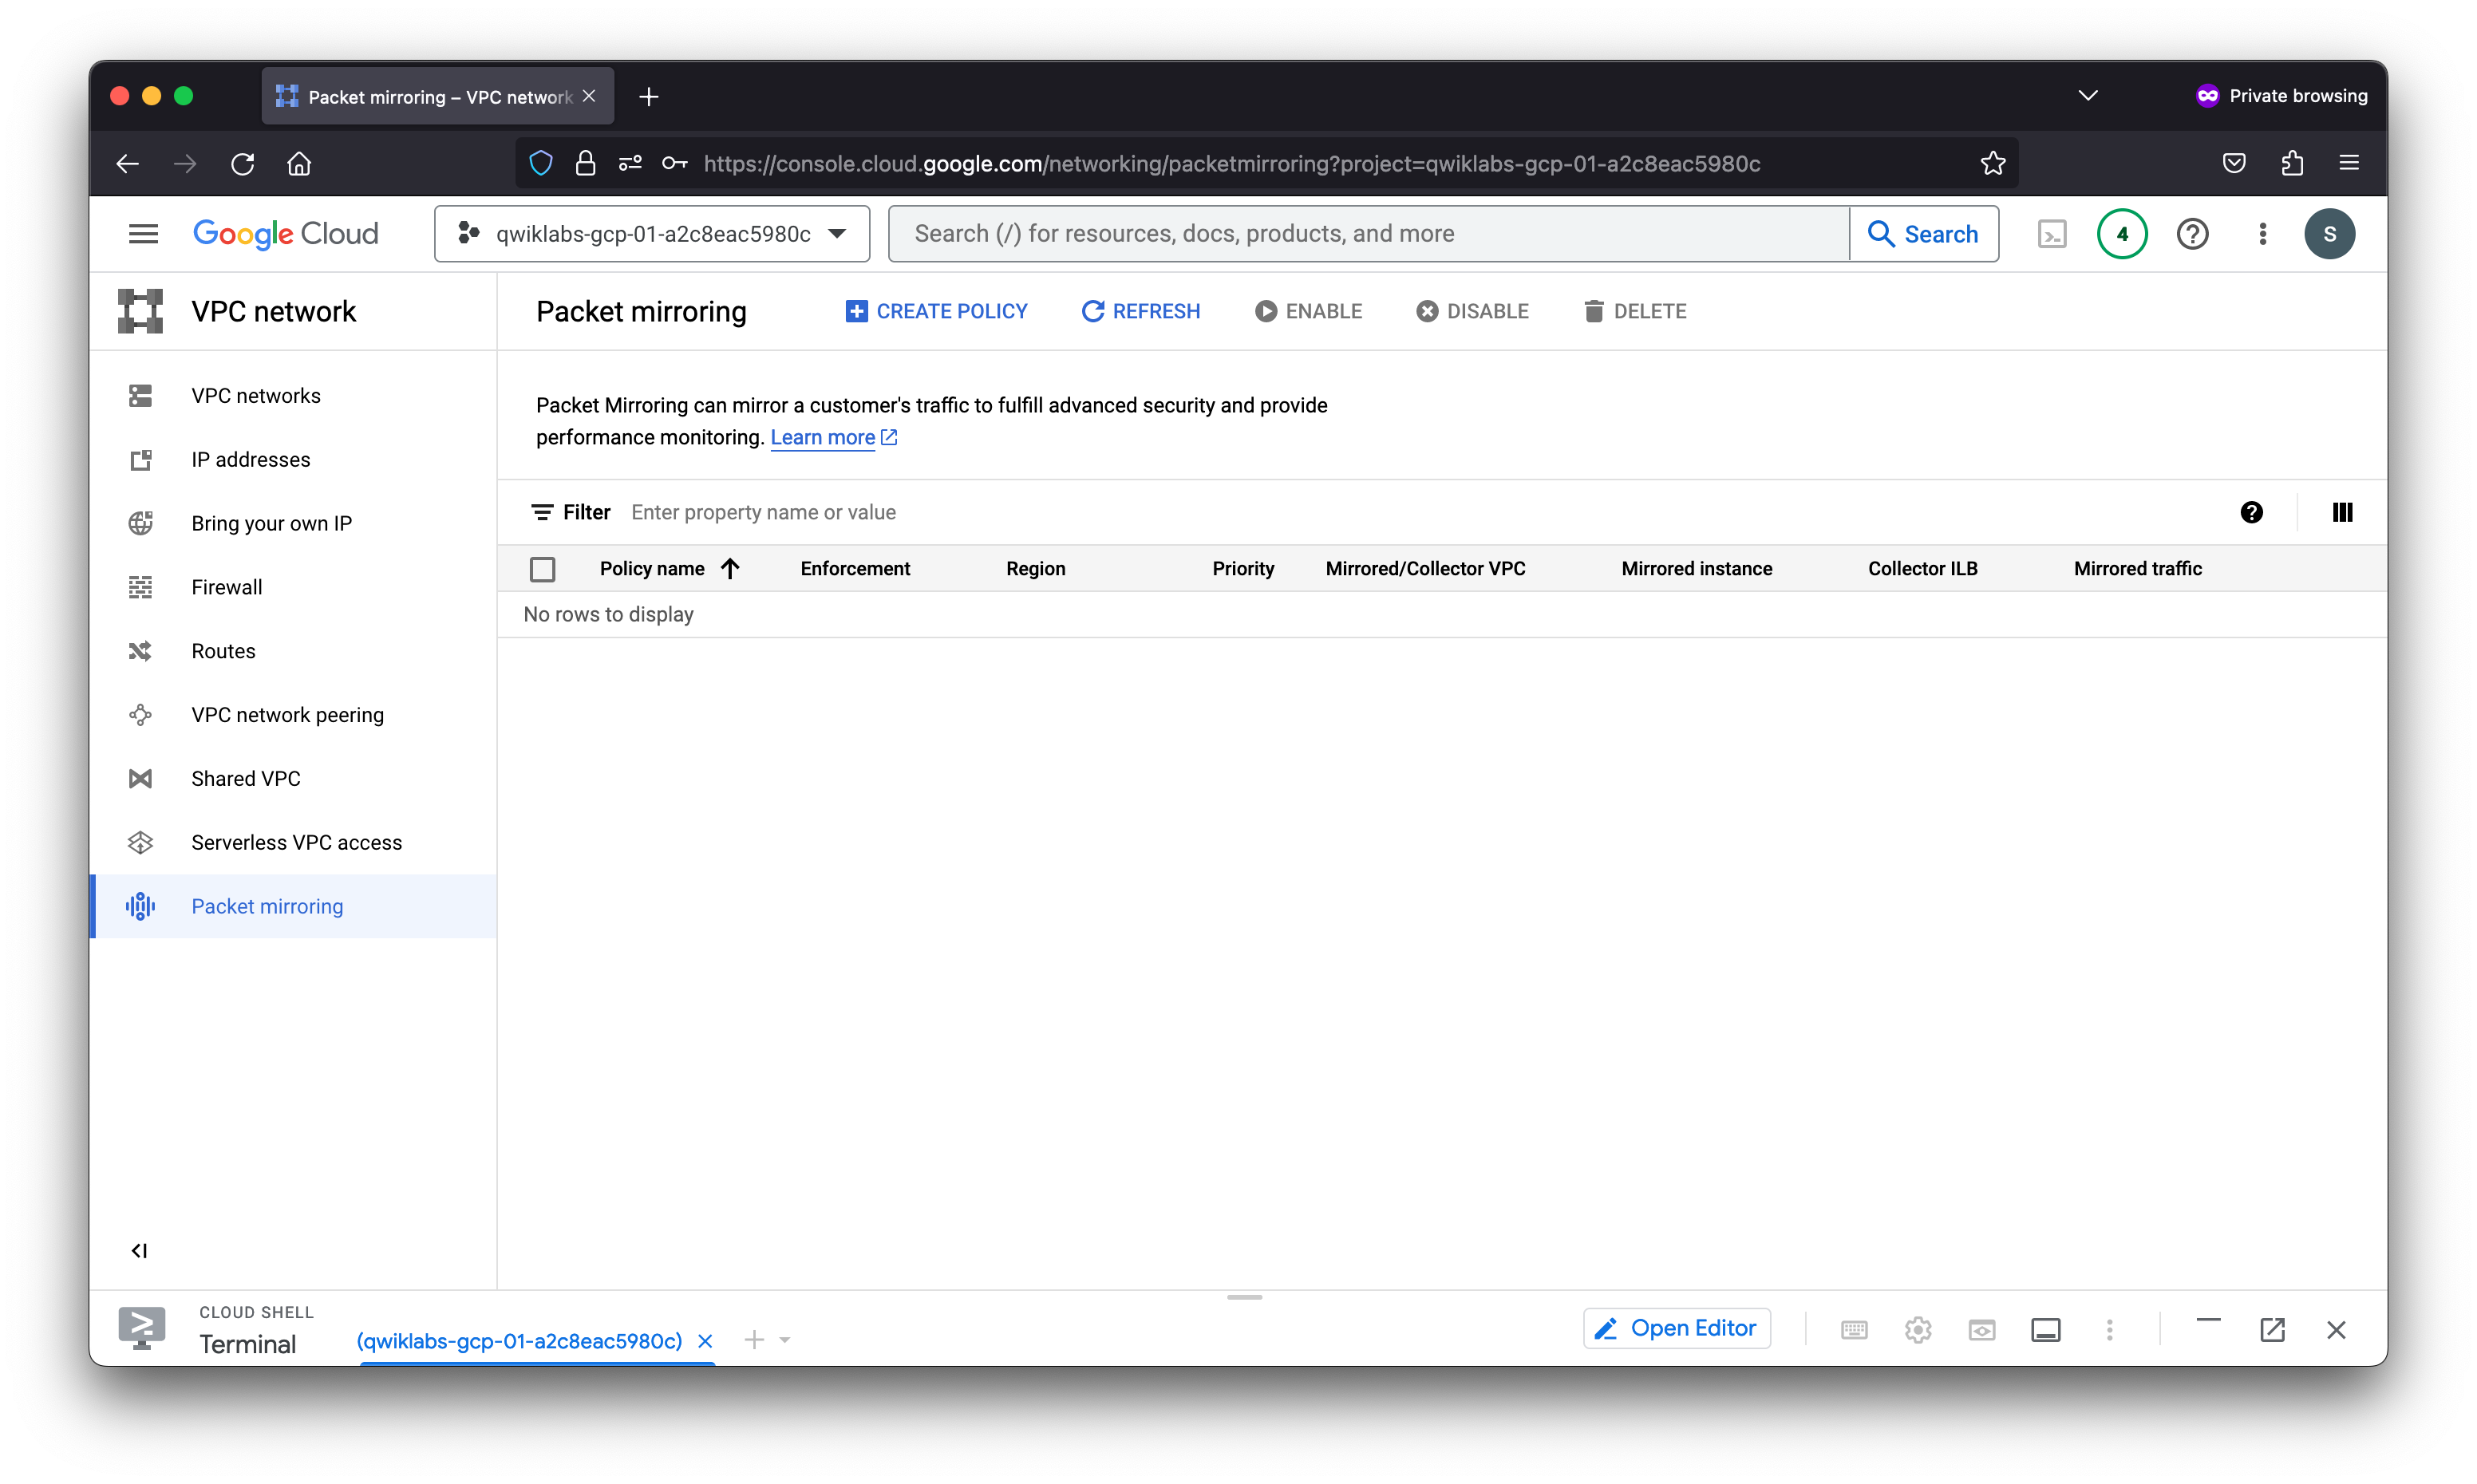 Packet mirroring – VPC network
Private browsing
https://console.cloud.google.com/networking/packetmirroring?project=qwiklabs-gcp-01-a2c8eac5980c
Google Cloud
qwiklabs-gcp-01-a2c8eac5980c
Search (/) for resources, docs, products, and more
Search
4
S
VPC network
Packet mirroring
CREATE POLICY
REFRESH
ENABLE
DISABLE
DELETE
VPC networks
IP addresses
Bring your own IP
Firewall
Routes
VPC network peering
Shared VPC
Serverless VPC access
Packet mirroring
Packet Mirroring can mirror a customer's traffic to fulfill advanced security and provide
performance monitoring. Learn more
Filter Enter property name or value
Policy name Enforcement Region Priority Mirrored/Collector VPC Mirrored instance Collector ILB Mirrored traffic
No rows to display
CLOUD SHELL
Terminal
(qwiklabs-gcp-01-a2c8eac5980c)
Open Editor